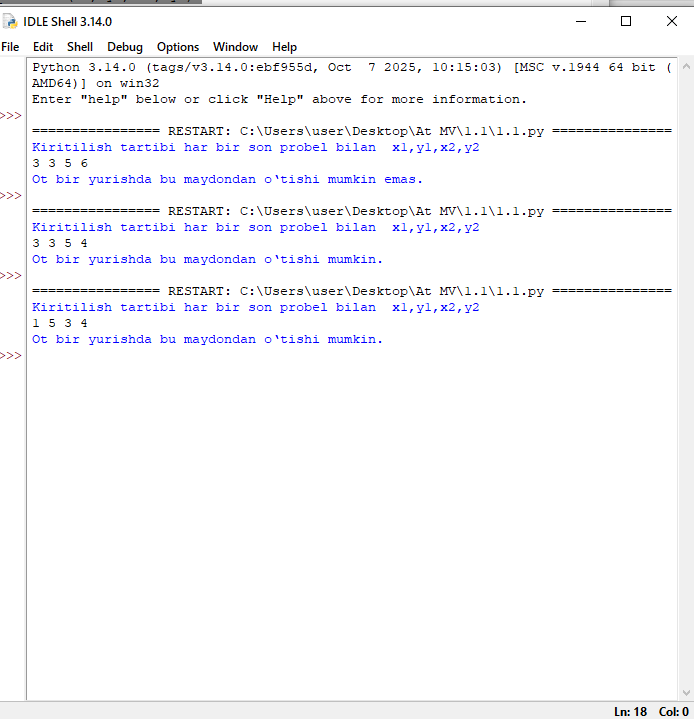 IDLE Shell 3.14.0
File Edit Shell Debug Options Window Help
Python 3.14.0 (tags/v3.14.0:ebf955d, Oct  7 2025, 10:15:03) [MSC v.1944 64 bit (
AMD64)] on win32
Enter "help" below or click "Help" above for more information.
>>>
================ RESTART: C:\Users\user\Desktop\At MV\1.1\1.1.py ===============
Kiritilish tartibi har bir son probel bilan  x1,y1,x2,y2
3 3 5 6
Ot bir yurishda bu maydondan o‘tishi mumkin emas.
>>>
================ RESTART: C:\Users\user\Desktop\At MV\1.1\1.1.py ===============
Kiritilish tartibi har bir son probel bilan  x1,y1,x2,y2
3 3 5 4
Ot bir yurishda bu maydondan o‘tishi mumkin.
>>>
================ RESTART: C:\Users\user\Desktop\At MV\1.1\1.1.py ===============
Kiritilish tartibi har bir son probel bilan  x1,y1,x2,y2
1 5 3 4
Ot bir yurishda bu maydondan o‘tishi mumkin.
>>>
Ln: 18 Col: 0